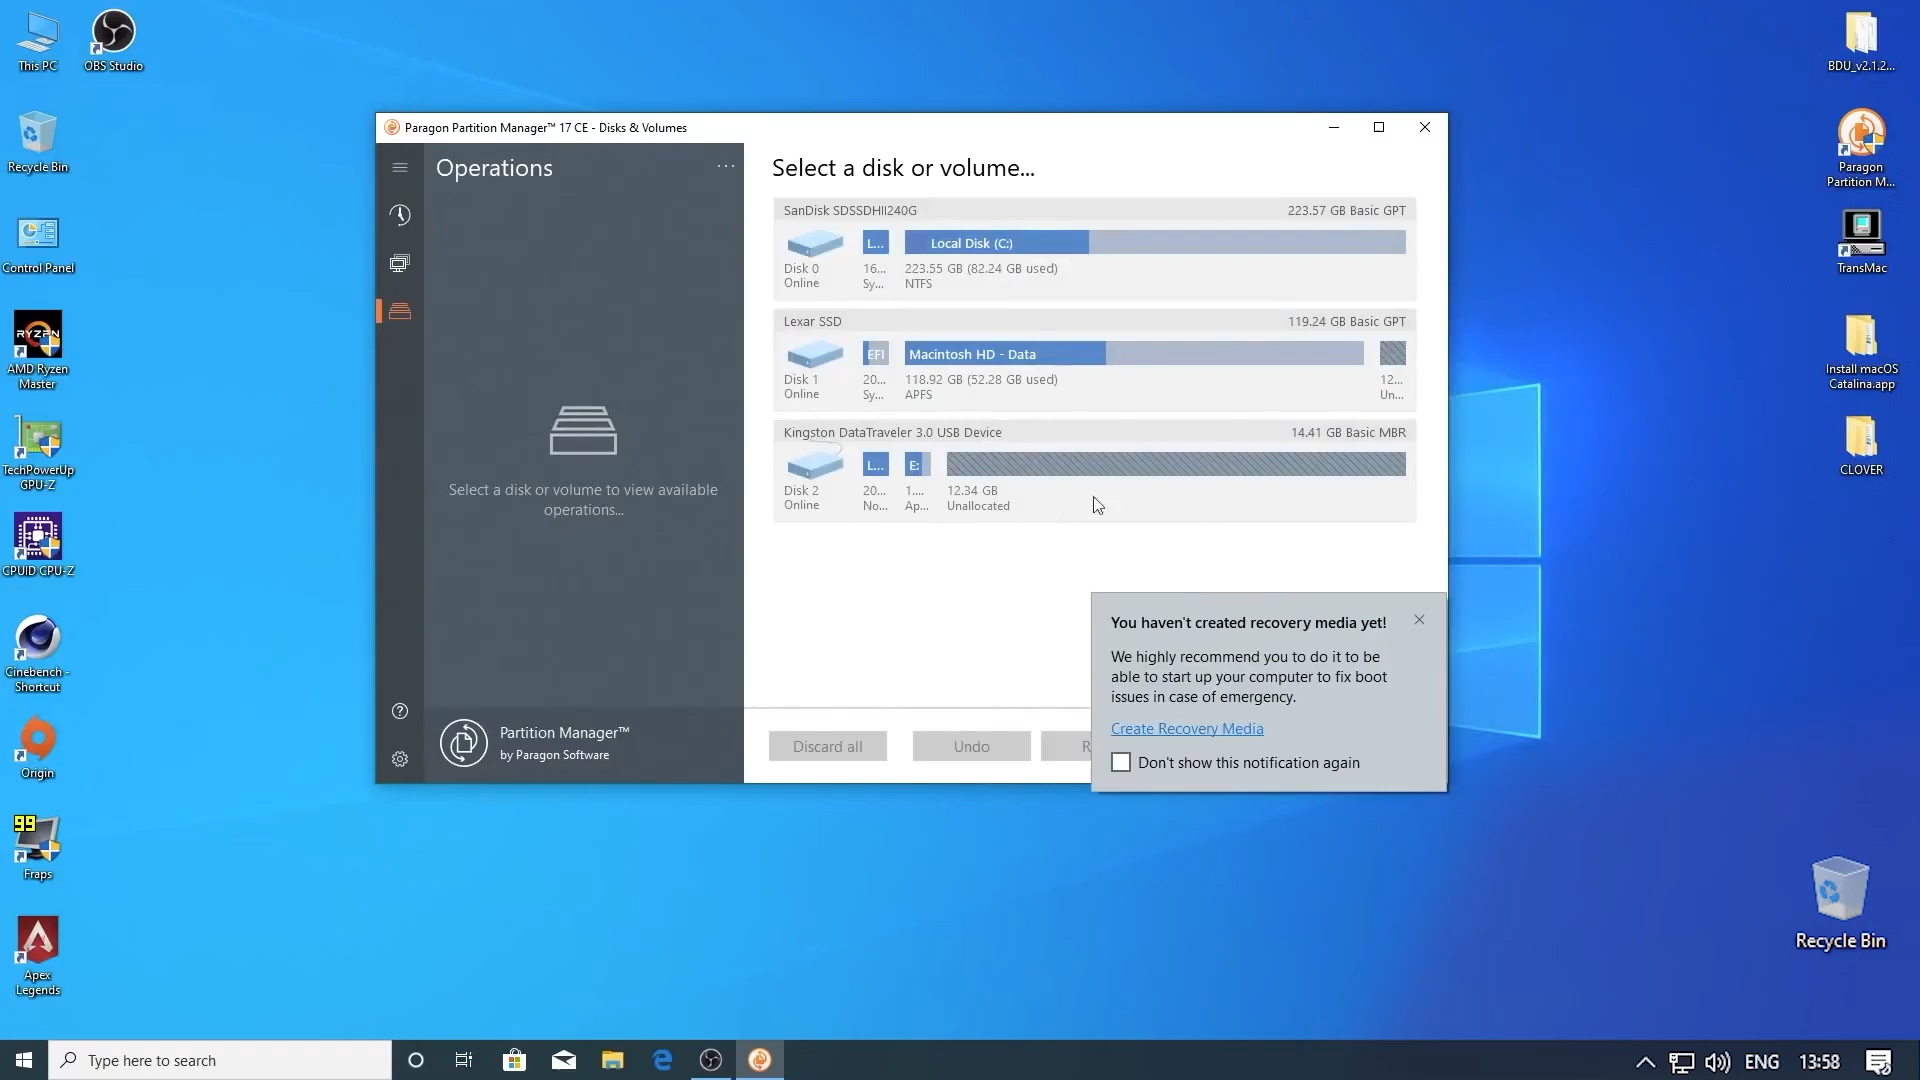 This PC
OBS Studio
Recycle Bin
Control Panel
RYZEN
AMD Ryzen
Master
TechPowerUp
GPU-Z
CPUID CPU-Z
Cinebench -
Shortcut
Origin
99
Fraps
Apex
Legends
Paragon Partition Manager™ 17 CE - Disks & Volumes
Operations
...
Select a disk or volume to view available
operations...
Partition Manager™
by Paragon Software
Select a disk or volume...
SanDisk SDSSDHII240G
223.57 GB Basic GPT
L...
Local Disk (C:)
Disk 0
Online
16...
Sy...
223.55 GB (82.24 GB used)
NTFS
Lexar SSD
119.24 GB Basic GPT
EFI
Macintosh HD - Data
Disk 1
Online
20...
Sy...
118.92 GB (52.28 GB used)
APFS
12...
Un...
Kingston DataTraveler 3.0 USB Device
14.41 GB Basic MBR
L...
E:
Disk 2
Online
20...
No...
1....
Ap...
12.34 GB
Unallocated
Discard all
Undo
R
You haven't created recovery media yet!
We highly recommend you to do it to be
able to start up your computer to fix boot
issues in case of emergency.
Create Recovery Media
Don't show this notification again
BDU_v2.1.2...
Paragon
Partition M...
TransMac
Install macOS
Catalina.app
CLOVER
Recycle Bin
Type here to search
ENG
13:58